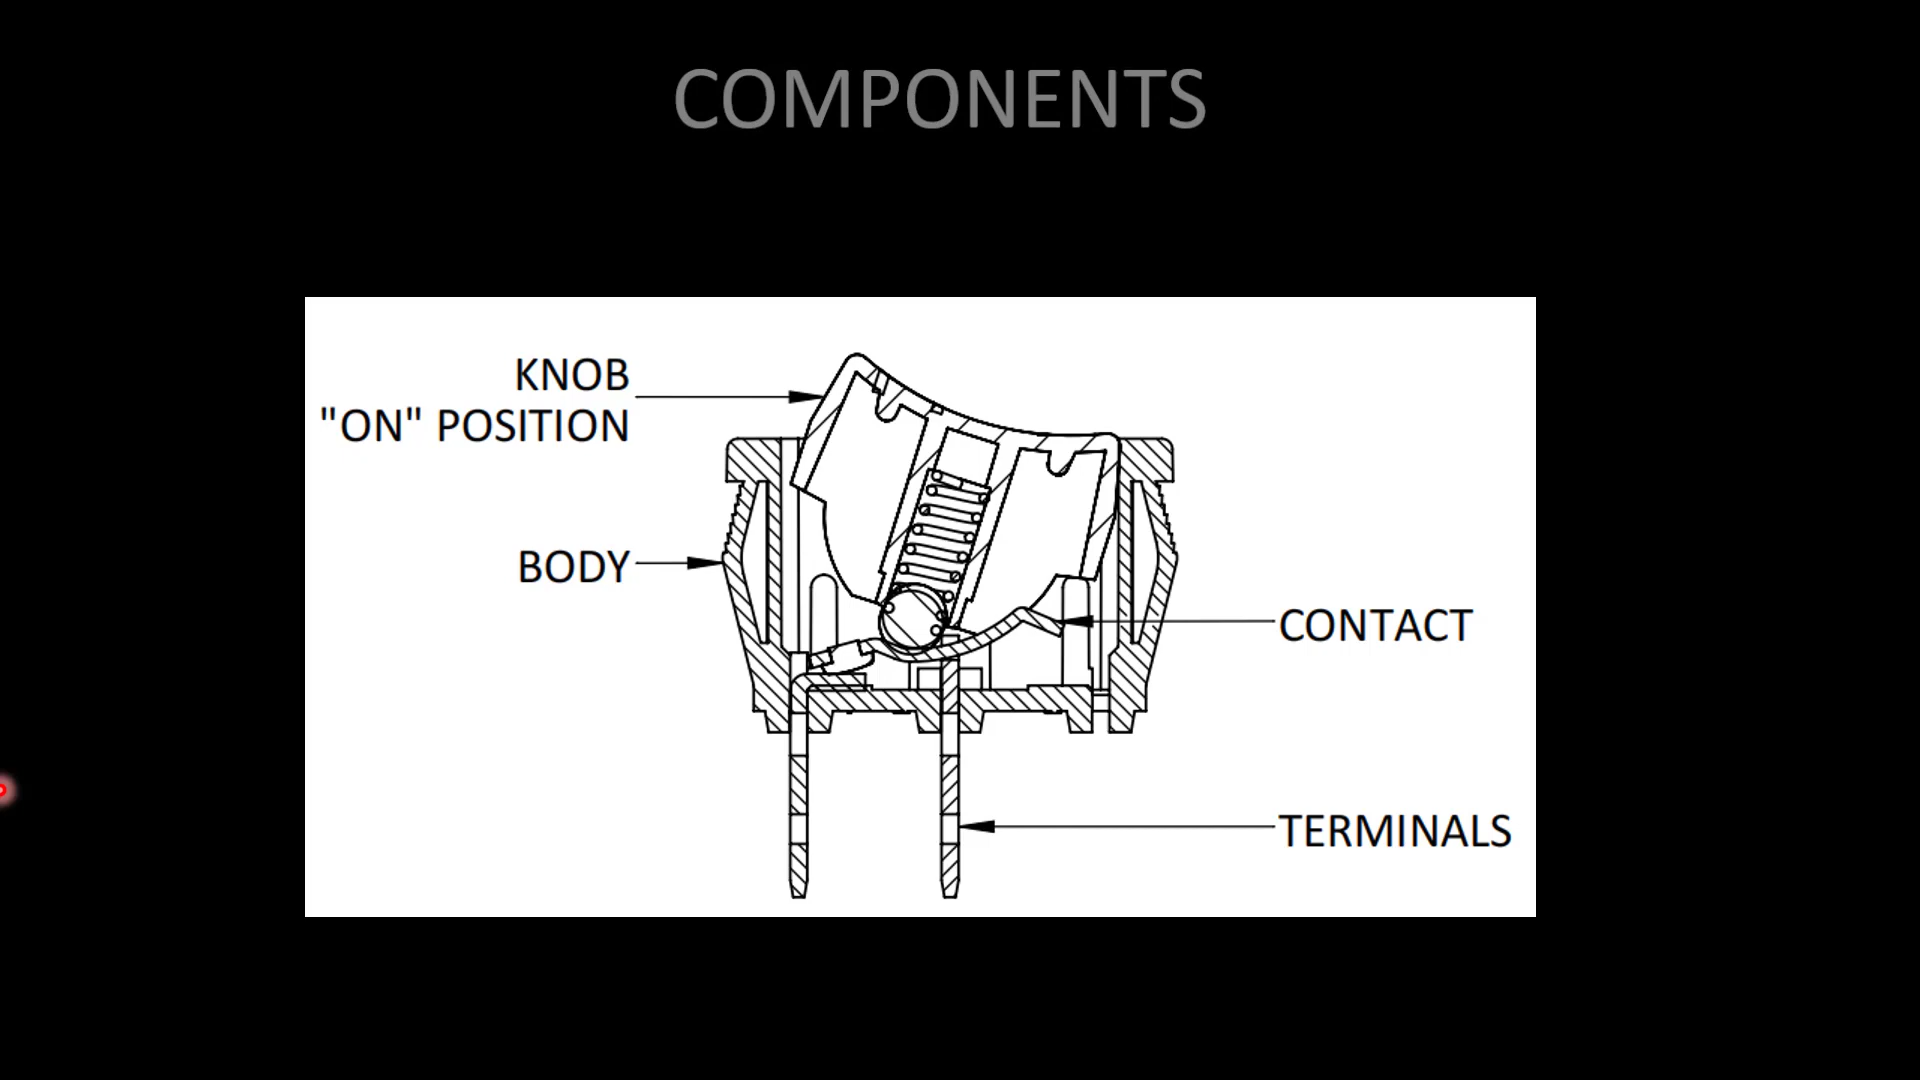 COMPONENTS
KNOB
"ON" POSITION
BODY
CONTACT
TERMINALS